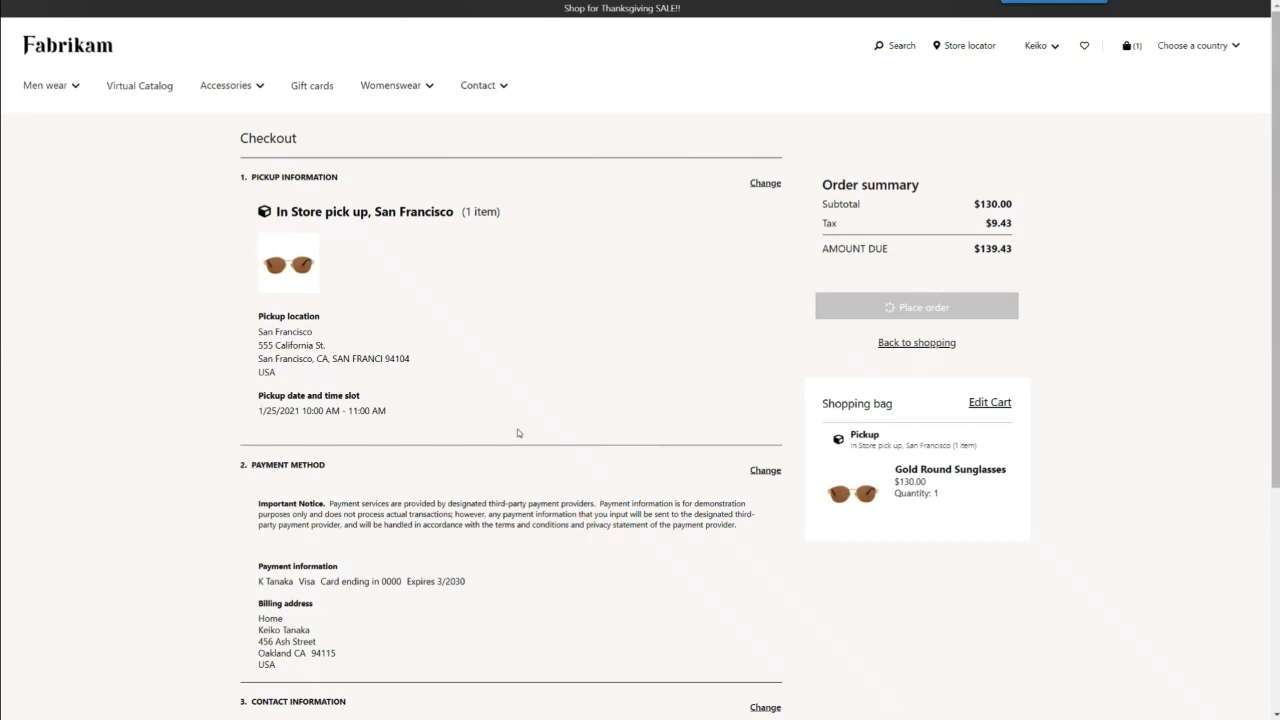 Shop for Thanksgiving SALE!!
Fabrikam
Search
Store locator
Keiko
(1)
Choose a country
Men wear
Virtual Catalog
Accessories
Gift cards
Womenswear
Contact
Checkout
1. PICKUP INFORMATION
Change
In Store pick up, San Francisco (1 item)
Pickup location
San Francisco
555 California St.
San Francisco, CA, SAN FRANCI 94104
USA
Pickup date and time slot
1/25/2021 10:00 AM - 11:00 AM
2. PAYMENT METHOD
Change
Important Notice. Payment services are provided by designated third-party payment providers. Payment information is for demonstration
purposes only and does not process actual transactions; however, any payment information that you input will be sent to the designated third-
party payment provider, and will be handled in accordance with the terms and conditions and privacy statement of the payment provider.
Payment information
K Tanaka Visa Card ending in 0000 Expires 3/2030
Billing address
Home
Keiko Tanaka
456 Ash Street
Oakland CA 94115
USA
3. CONTACT INFORMATION
Change
Order summary
Subtotal $130.00
Tax $9.43
AMOUNT DUE $139.43
Place order
Back to shopping
Shopping bag
Edit Cart
Pickup
in Store pick up, San Francisco (1 item)
Gold Round Sunglasses
$130.00
Quantity: 1